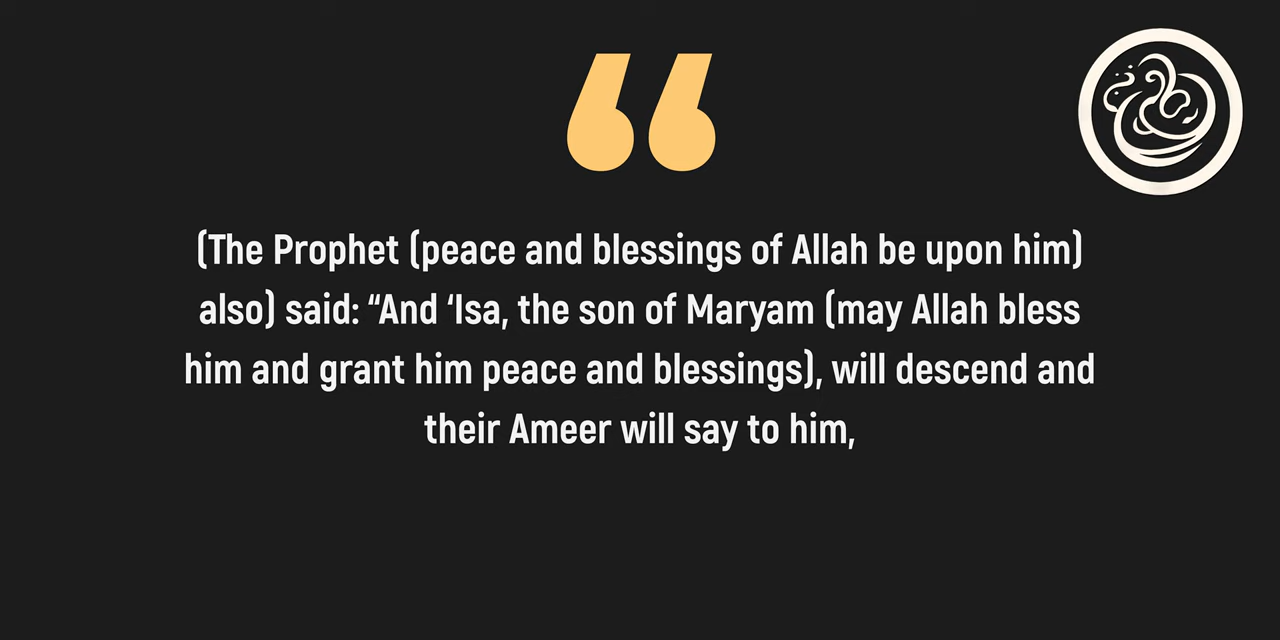 “
(The Prophet (peace and blessings of Allah be upon him)
also) said: “And ‘Isa, the son of Maryam (may Allah bless
him and grant him peace and blessings), will descend and
their Ameer will say to him,